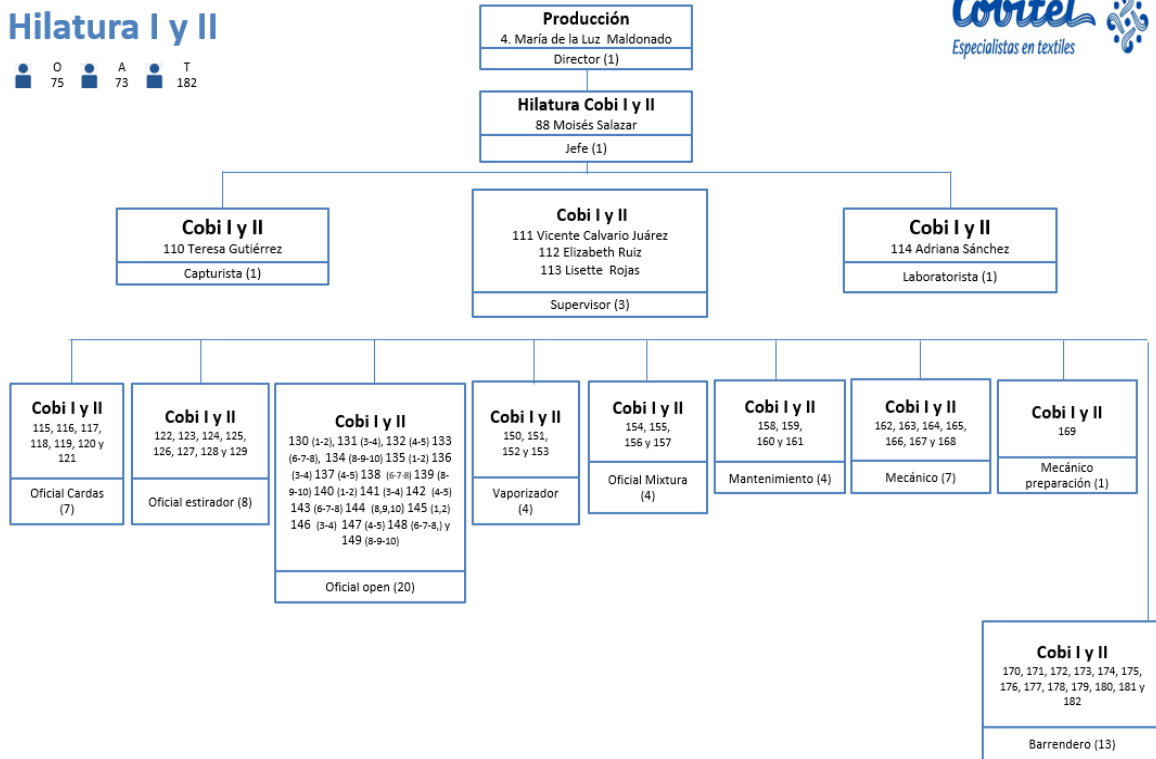 Hilatura I y II
O A T
75 73 182
Cobitel
Especialistas en textiles
Producción
4. María de la Luz Maldonado
Director (1)
Hilatura Cobi I y II
88 Moisés Salazar
Jefe (1)
Cobi I y II
110 Teresa Gutiérrez
Capturista (1)
Cobi I y II
111 Vicente Calvario Juárez
112 Elizabeth Ruiz
113 Lisette Rojas
Supervisor (3)
Cobi I y II
114 Adriana Sánchez
Laboratorista (1)
Cobi I y II
115, 116, 117,
118, 119, 120 y
121
Oficial Cardas
(7)
Cobi I y II
122, 123, 124, 125,
126, 127, 128 y 129
Oficial estirador (8)
Cobi I y II
130 (1-2), 131 (3-4), 132 (4-5) 133
(6-7-8), 134 (8-9-10) 135 (1-2) 136
(3-4) 137 (4-5) 138 (6-7-8) 139 (8-
9-10) 140 (1-2) 141 (3-4) 142 (4-5)
143 (6-7-8) 144 (8,9,10) 145 (1,2)
146 (3-4) 147 (4-5) 148 (6-7-8,) y
149 (8-9-10)
Oficial open (20)
Cobi I y II
150, 151,
152 y 153
Vaporizador
(4)
Cobi I y II
154, 155,
156 y 157
Oficial Mixtura
(4)
Cobi I y II
158, 159,
160 y 161
Mantenimiento (4)
Cobi I y II
162, 163, 164, 165,
166, 167 y 168
Mecánico (7)
Cobi I y II
169
Mecánico
preparación (1)
Cobi I y II
170, 171, 172, 173, 174, 175,
176, 177, 178, 179, 180, 181 y
182
Barrendero (13)